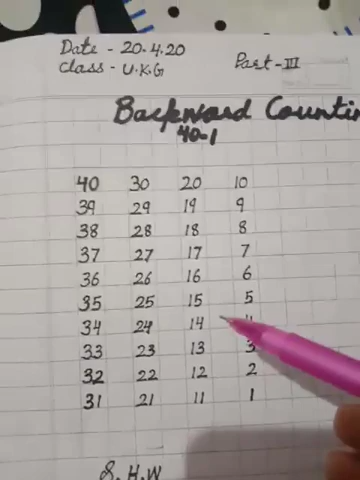 Date - 20.4.20
Class - U.K.G
Part-III
Backward Countin
40-1
40 30 20 10
39 29 19 9
38 28 18 8
37 27 17 7
36 26 16 6
35 25 15 5
34 24 14
33 23 13 3
32 22 12 2
31 21 11 1
S.H.W